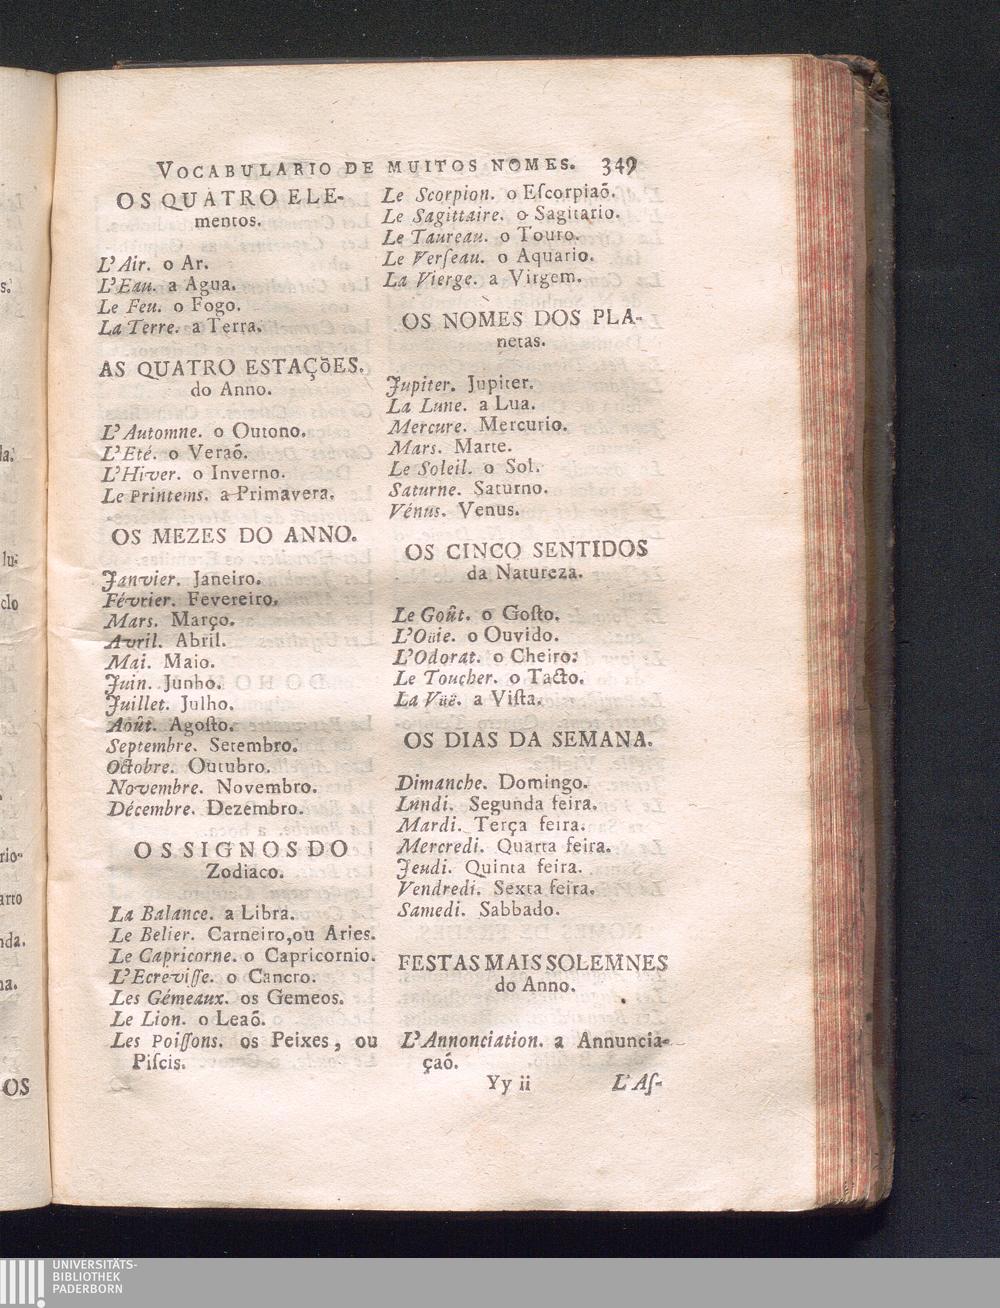 VOCABULARIO DE MUITOS NOMES. 349
OS QUATRO ELE-
mentos.
L'Air. o Ar.
L'Eau. a Agua.
Le Feu. o Fogo.
La Terre. a Terra.
AS QUATRO ESTAÇõES.
do Anno.
L'Automne. o Outono.
L'Eté. o Veraõ.
L'Hiver. o Inverno.
Le Printems. a Primavera.
OS MEZES DO ANNO.
Janvier. Janeiro.
Février. Fevereiro.
Mars. Março.
Avril. Abril.
Mai. Maio.
Juin. Junho.
Juillet. Julho.
Août. Agoſto.
Septembre. Setembro.
Octobre. Outubro.
Novembre. Novembro.
Décembre. Dezembro.
OS SIGNOS DO
Zodiaco.
La Balance. a Libra.
Le Belier. Carneiro,ou Aries.
Le Capricorne. o Capricornio.
L'Ecreviſſe. o Cancro.
Les Gémeaux. os Gemeos.
Le Lion. o Leaõ.
Les Poiſſons. os Peixes, ou
Piſcis.
Le Scorpion. o Eſcorpiaõ.
Le Sagittaire. o Sagitario.
Le Taureau. o Touro.
Le Verſeau. o Aquario.
La Vierge. a Virgem.
OS NOMES DOS PLA-
netas.
Jupiter. Jupiter.
La Lune. a Lua.
Mercure. Mercurio.
Mars. Marte.
Le Soleil. o Sol.
Saturne. Saturno.
Vénus. Venus.
OS CINCO SENTIDOS
da Natureza.
Le Goût. o Goſto.
L'Oüie. o Ouvido.
L'Odorat. o Cheiro.
Le Toucher. o Tacto.
La Vüë. a Viſta.
OS DIAS DA SEMANA.
Dimanche. Domingo.
Lundi. Segunda feira.
Mardi. Terça feira.
Mercredi. Quarta feira.
Jeudi. Quinta feira.
Vendredi. Sexta feira.
Samedi. Sabbado.
FESTAS MAIS SOLEMNES
do Anno.
L'Annonciation. a Annuncia-
çaõ.
Yy ii L'Aſ-
OS
UNIVERSITÄTS-
BIBLIOTHEK
PADERBORN